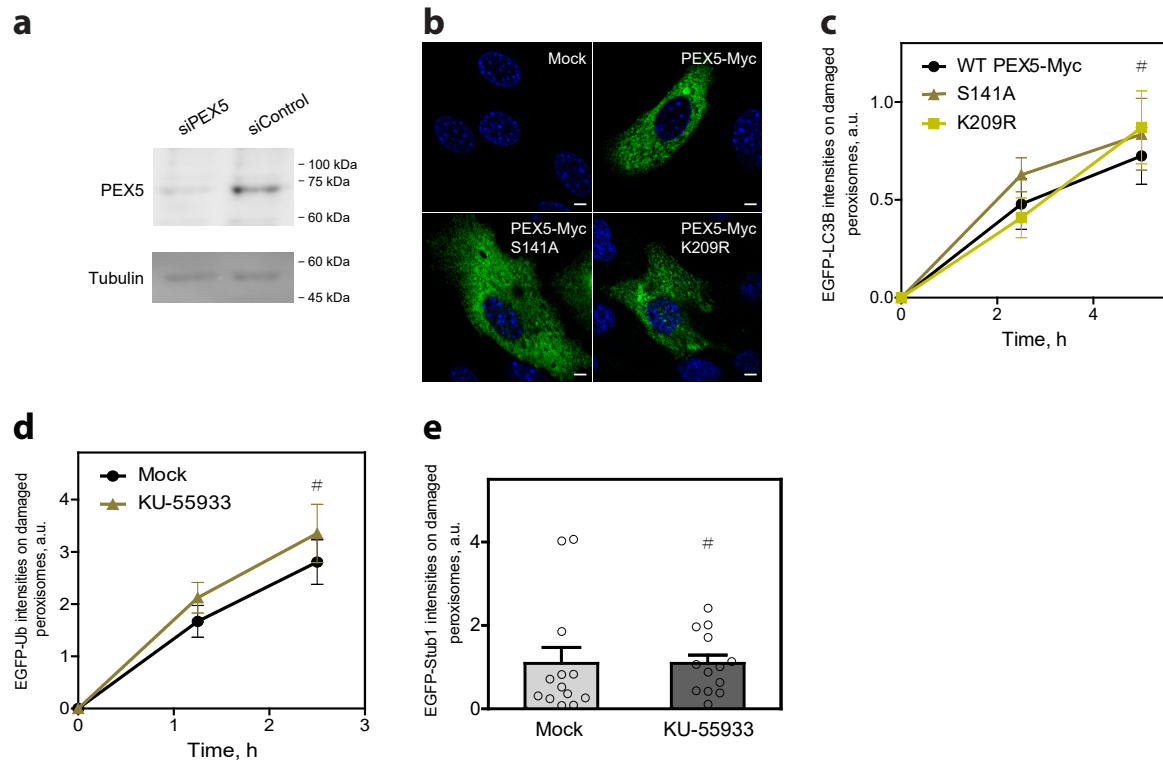 a
siPEX5
siControl
PEX5
100 kDa
75 kDa
60 kDa
Tubulin
60 kDa
45 kDa
b
Mock
PEX5-Myc
PEX5-Myc
S141A
PEX5-Myc
K209R
c
EGFP-LC3B intensities on damaged
peroxisomes, a.u.
1.0
0.5
0.0
WT PEX5-Myc
S141A
K209R
#
0
2
4
Time, h
d
EGFP-Ub intensities on damaged
peroxisomes, a.u.
4
3
2
1
0
Mock
KU-55933
#
0
1
2
3
Time, h
e
EGFP-Stub1 intensities on damaged
peroxisomes, a.u.
4
2
0
#
Mock
KU-55933